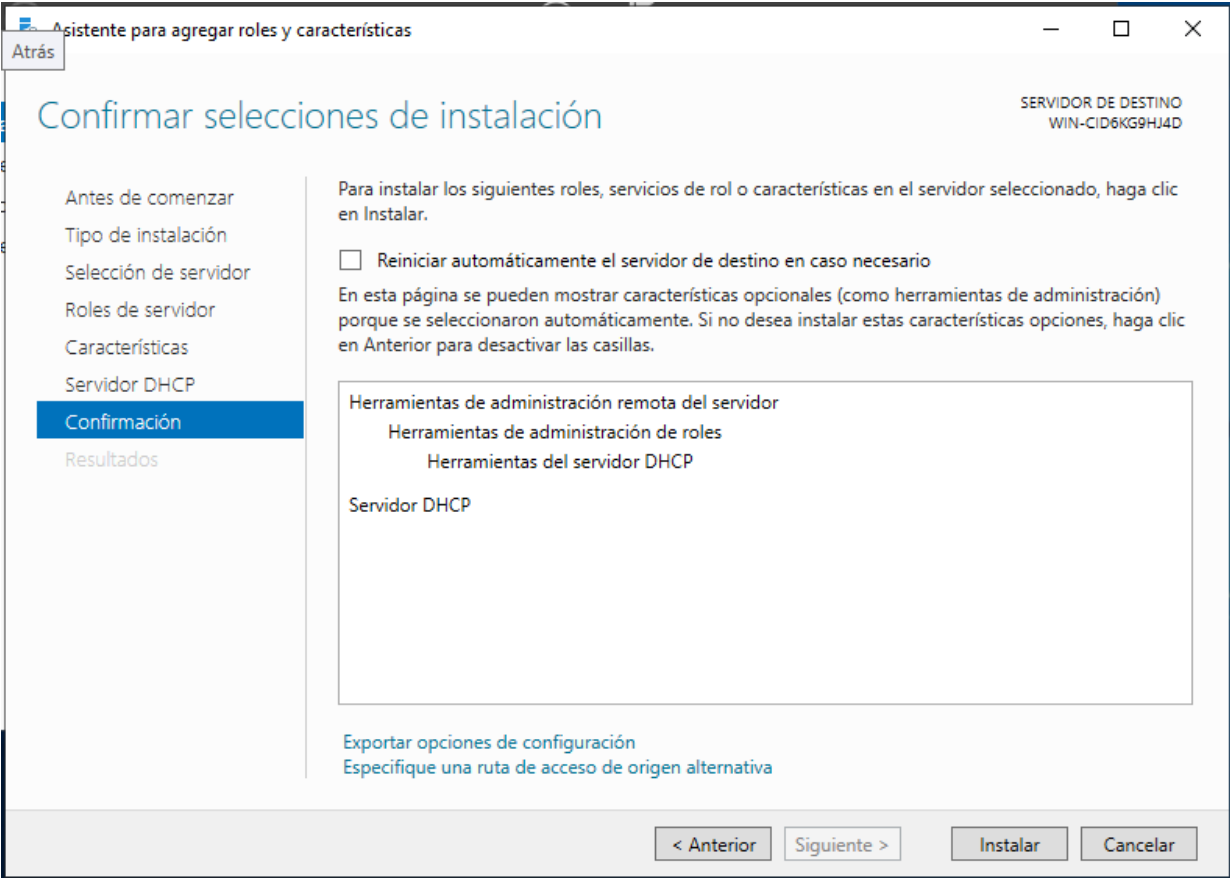 Asistente para agregar roles y características
Atrás
Confirmar selecciones de instalación
SERVIDOR DE DESTINO
WIN-CID6KG9HJ4D
Antes de comenzar
Tipo de instalación
Selección de servidor
Roles de servidor
Características
Servidor DHCP
Confirmación
Resultados
Para instalar los siguientes roles, servicios de rol o características en el servidor seleccionado, haga clic
en Instalar.
Reiniciar automáticamente el servidor de destino en caso necesario
En esta página se pueden mostrar características opcionales (como herramientas de administración)
porque se seleccionaron automáticamente. Si no desea instalar estas características opciones, haga clic
en Anterior para desactivar las casillas.
Herramientas de administración remota del servidor
Herramientas de administración de roles
Herramientas del servidor DHCP
Servidor DHCP
Exportar opciones de configuración
Especifique una ruta de acceso de origen alternativa
< Anterior
Siguiente >
Instalar
Cancelar